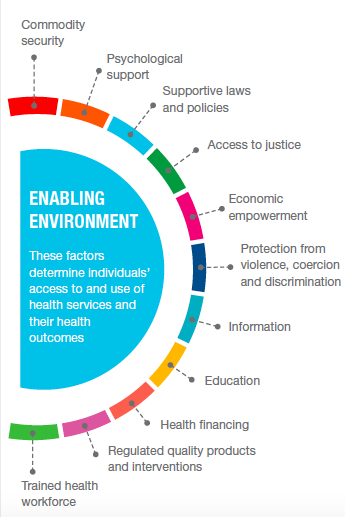 Commodity
security
Psychological
support
Supportive laws
and policies
Access to justice
Economic
empowerment
ENABLING
ENVIRONMENT
These factors
determine individuals'
access to and use of
health services and
their health
outcomes
Protection from
violence, coercion
and discrimination
Information
Education
Health financing
Regulated quality products
and interventions
Trained health
workforce